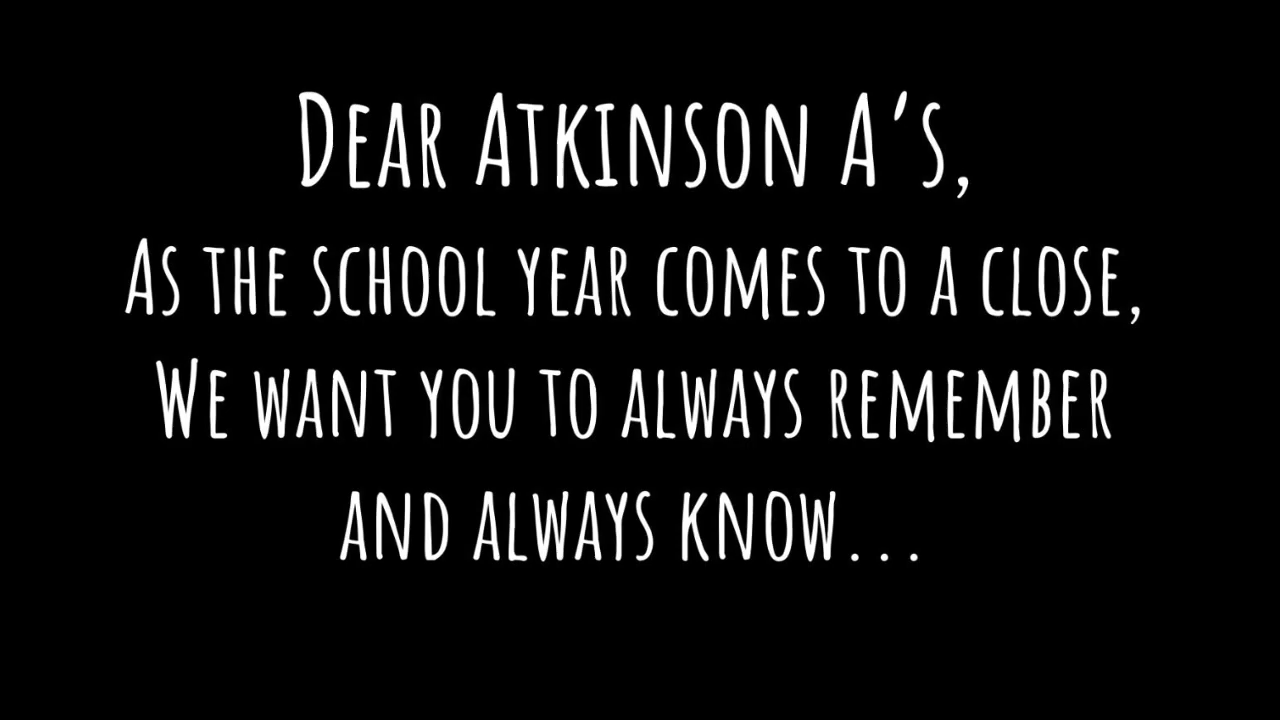 Dear Atkinson A's,
As the school year comes to a close,
We want you to always remember
and always know...